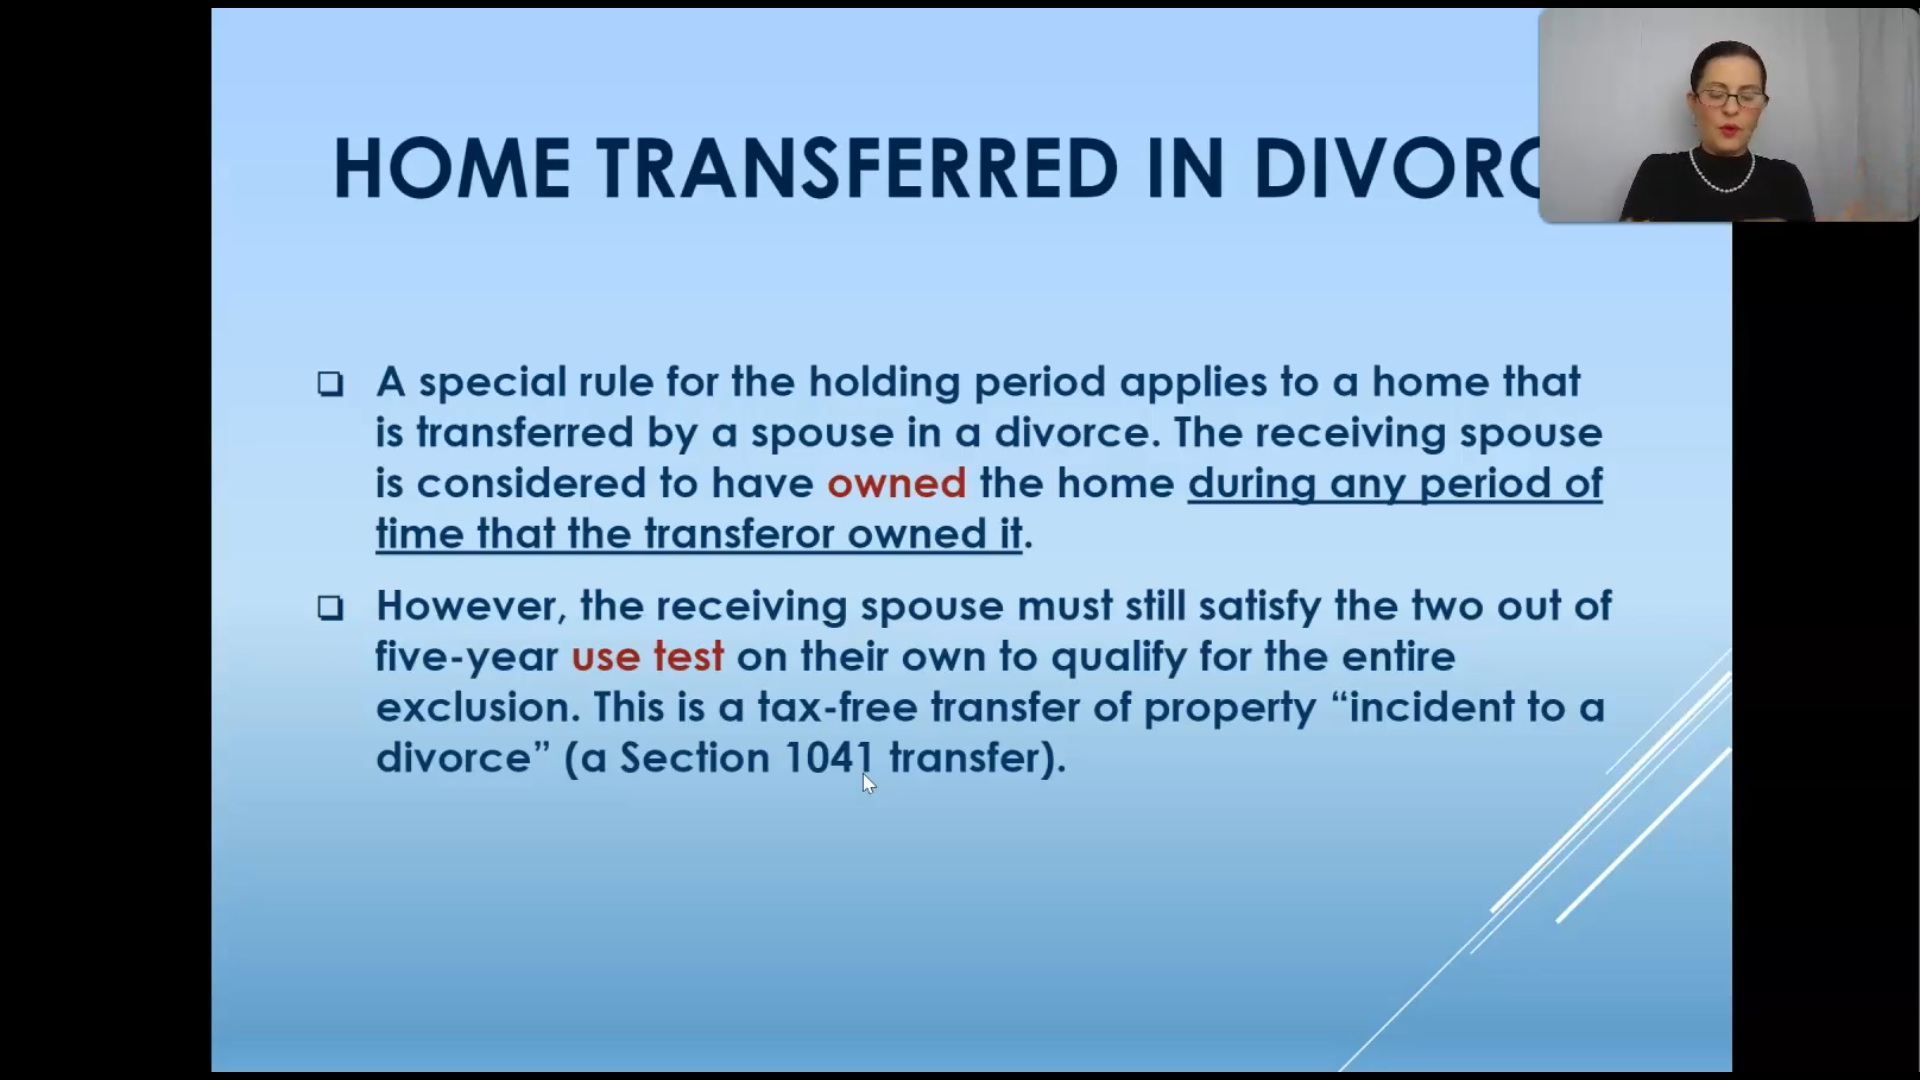 HOME TRANSFERRED IN
A special rule for the holding period applies to a home that
is transferred by a spouse in a divorce. The receiving spouse
is considered to have owned the home during any period of
time that the transferor owned it.
However, the receiving spouse must still satisfy the two out of
five-year use test on their own to qualify for the entire
exclusion. This is a tax-free transfer of property “incident to a
divorce” (a Section 1041 transfer).